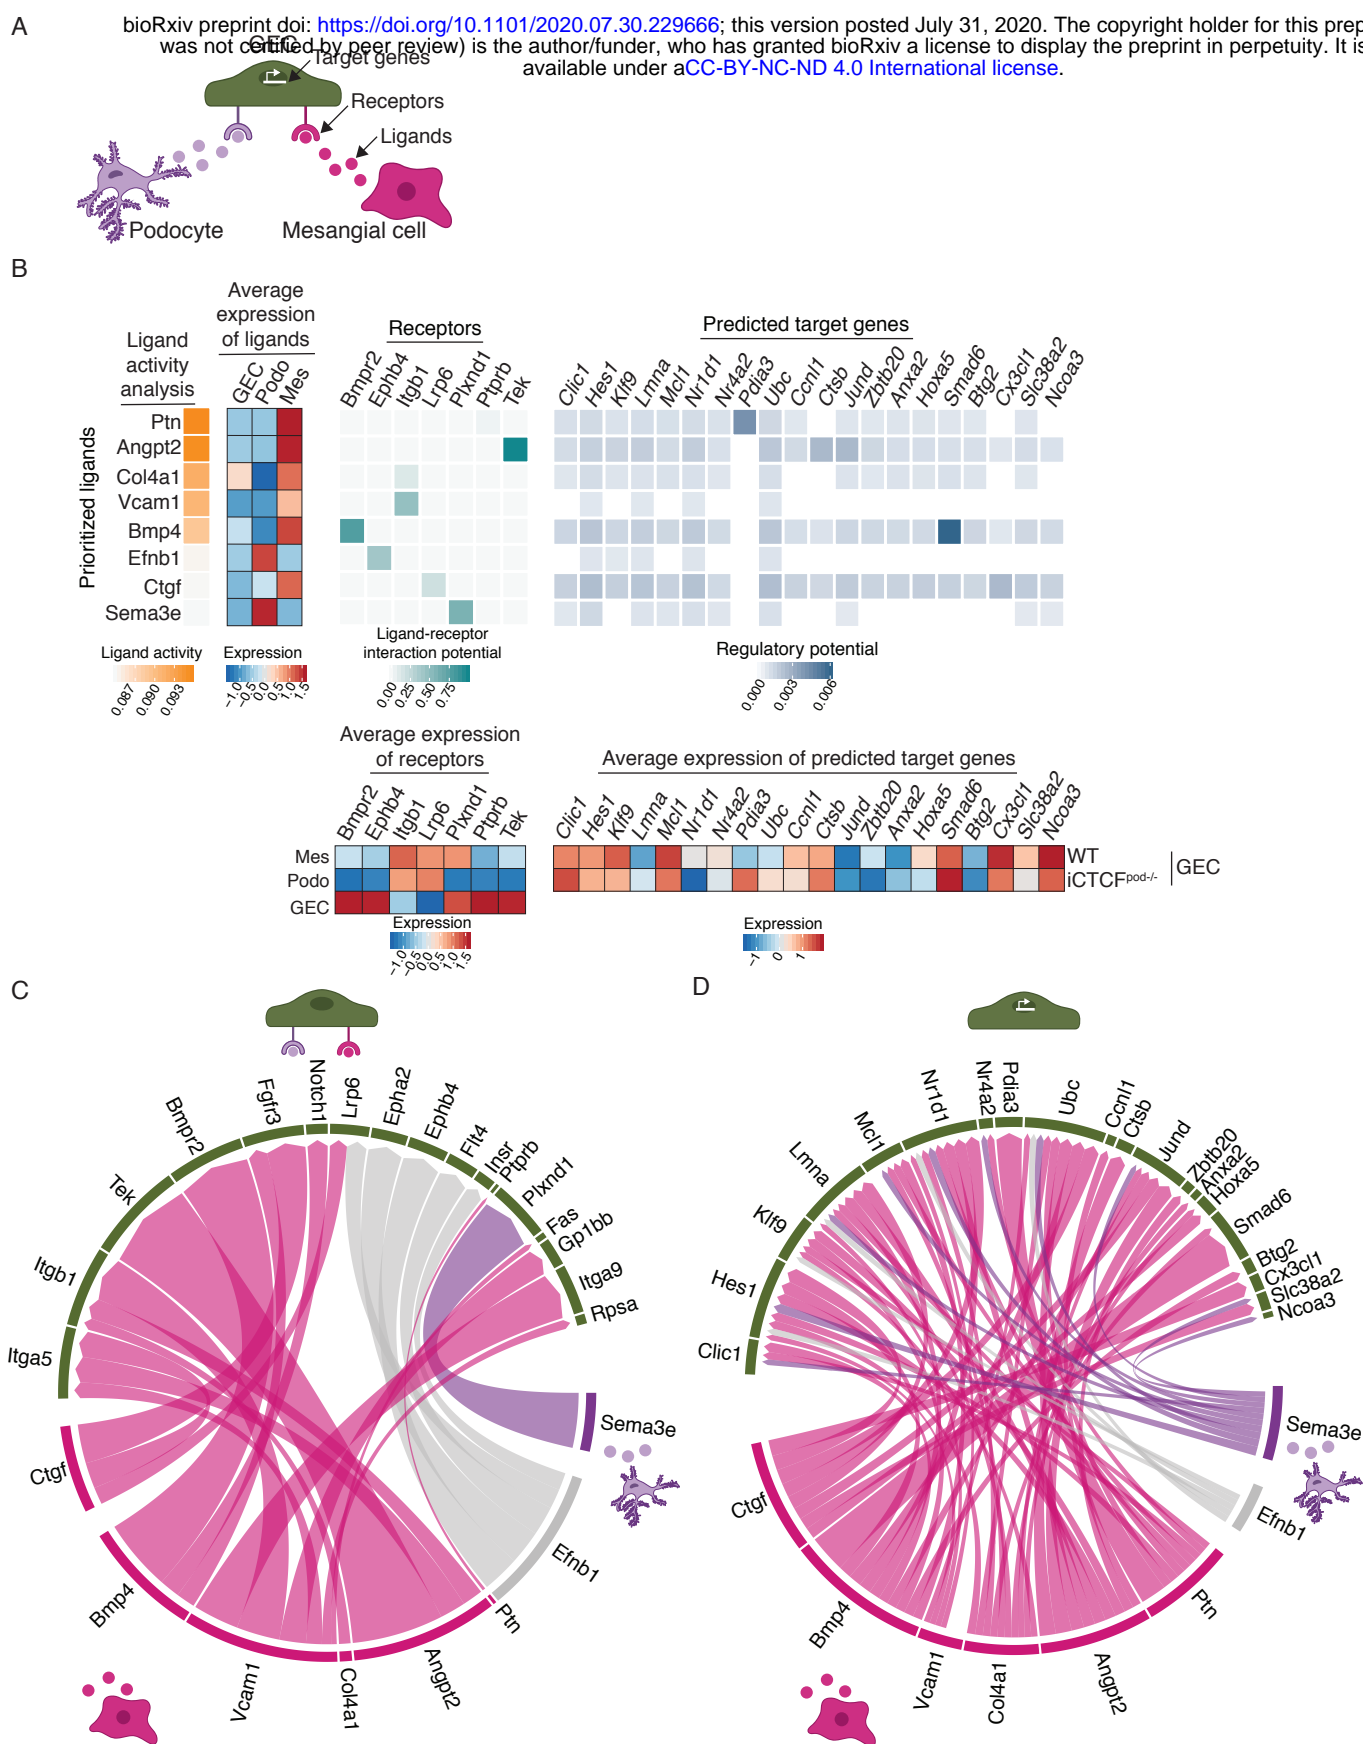 A
bioRxiv preprint doi: https://doi.org/10.1101/2020.07.30.229666; this version posted July 31, 2020. The copyright holder for this prep
was not certified by peer review) is the author/funder, who has granted bioRxiv a license to display the preprint in perpetuity. It is
available under aCC-BY-NC-ND 4.0 International license.
GEC
Target genes
Receptors
Ligands
Podocyte
Mesangial cell
B
Ligand
activity
analysis
Average
expression
of ligands
GEC
Podo
Mes
Receptors
Bmpr2
Ephb4
Itgb1
Lrp6
Plxnd1
Ptprb
Tek
Predicted target genes
Clic1
Hes1
Klf9
Lmna
Mcl1
Nr1d1
Nr4a2
Pdia3
Ubc
Ccnl1
Ctsb
Jund
Zbtb20
Anxa2
Hoxa5
Smad6
Btg2
Cx3cl1
Slc38a2
Ncoa3
Prioritized ligands
Ptn
Angpt2
Col4a1
Vcam1
Bmp4
Efnb1
Ctgf
Sema3e
Ligand activity
0.087
0.090
0.093
Expression
−1.0
−0.5
0.0
0.5
1.0
1.5
Ligand-receptor
interaction potential
0.00
0.25
0.50
0.75
Regulatory potential
0.000
0.003
0.006
Average expression
of receptors
Bmpr2
Ephb4
Itgb1
Lrp6
Plxnd1
Ptprb
Tek
Mes
Podo
GEC
Expression
−1.0
−0.5
0.0
0.5
1.0
1.5
Average expression of predicted target genes
Clic1
Hes1
Klf9
Lmna
Mcl1
Nr1d1
Nr4a2
Pdia3
Ubc
Ccnl1
Ctsb
Jund
Zbtb20
Anxa2
Hoxa5
Smad6
Btg2
Cx3cl1
Slc38a2
Ncoa3
WT
iCTCFpod-/-
GEC
Expression
−1
0
1
C
Itga5
Itgb1
Tek
Bmpr2
Fgfr3
Notch1
Lrp6
Epha2
Ephb4
Flt4
Insr
Ptprb
Plxnd1
Fas
Gp1bb
Itga9
Rpsa
Sema3e
Efnb1
Ptn
Angpt2
Col4a1
Vcam1
Bmp4
Ctgf
D
Clic1
Hes1
Klf9
Lmna
Mcl1
Nr1d1
Nr4a2
Pdia3
Ubc
Ccnl1
Ctsb
Jund
Zbtb20
Anxa2
Hoxa5
Smad6
Btg2
Cx3cl1
Slc38a2
Ncoa3
Sema3e
Efnb1
Ptn
Angpt2
Col4a1
Vcam1
Bmp4
Ctgf